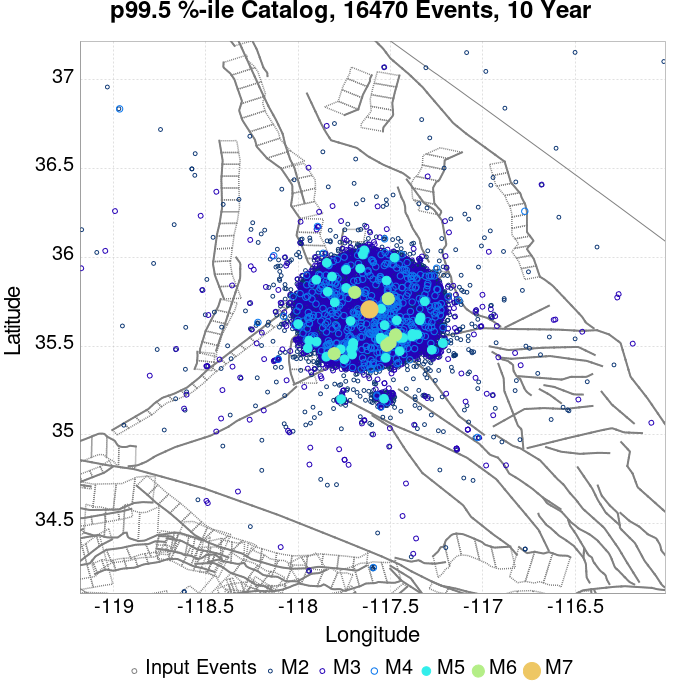 p99.5 %-ile Catalog, 16470 Events, 10 Year
37
36.5
36
35.5
35
34.5
Latitude
-119 -118.5 -118 -117.5 -117 -116.5
Longitude
Input Events M2 M3 M4 M5 M6 M7